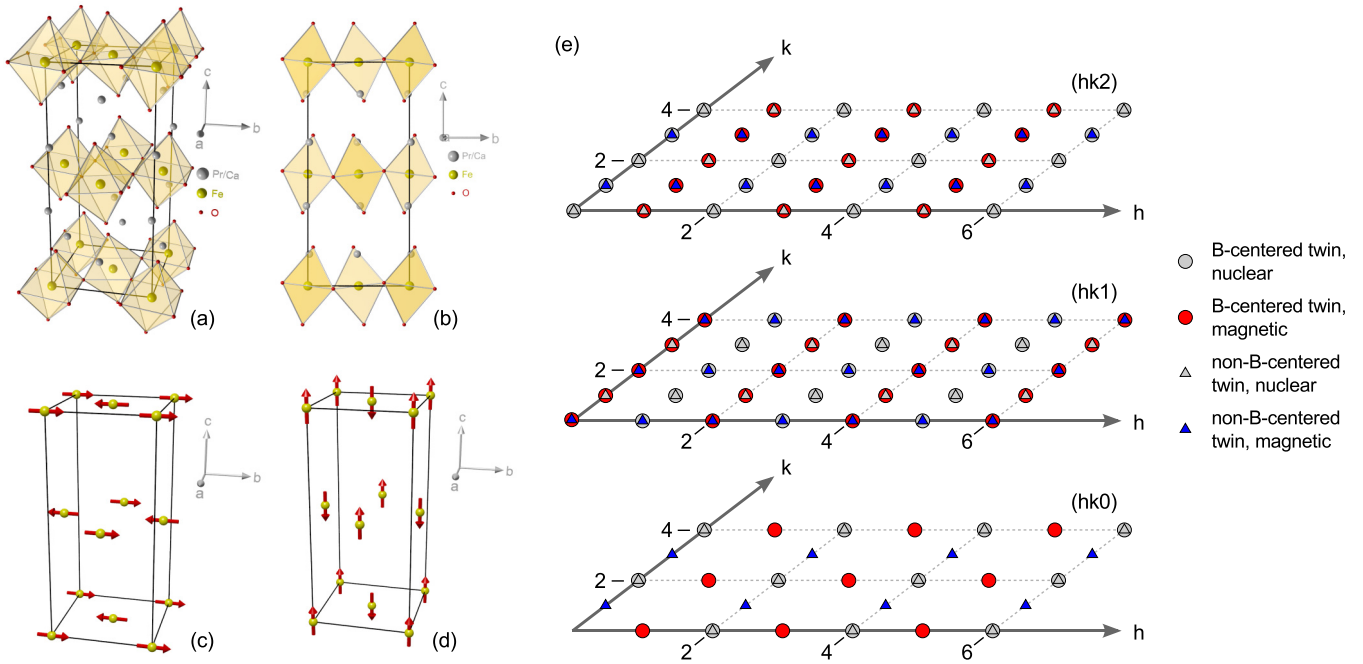 c
b
a
Pr/Ca
Fe
O
(a)
c
b
Pr/Ca
Fe
O
(b)
c
b
a
(c)
c
b
a
(d)
(e)
k
(hk2)
4
2
h
2
4
6
k
(hk1)
4
2
h
2
4
6
k
(hk0)
4
2
h
2
4
6
B-centered twin,
nuclear
B-centered twin,
magnetic
non-B-centered
twin, nuclear
non-B-centered
twin, magnetic